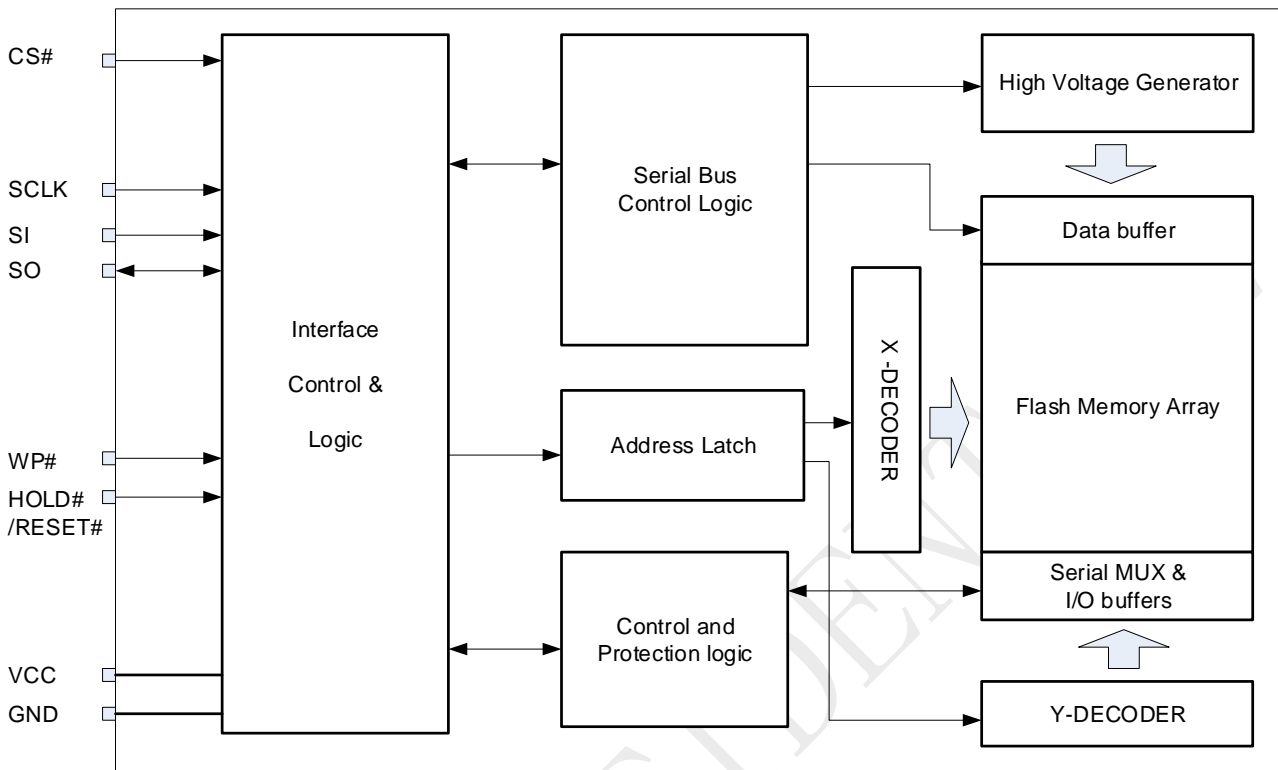 CS#
SCLK
SI
SO
WP#
HOLD#
/RESET#
VCC
GND
Interface
Control &
Logic
Serial Bus
Control Logic
Address Latch
Control and
Protection logic
X -DECODER
High Voltage Generator
Data buffer
Flash Memory Array
Serial MUX &
I/O buffers
Y-DECODER